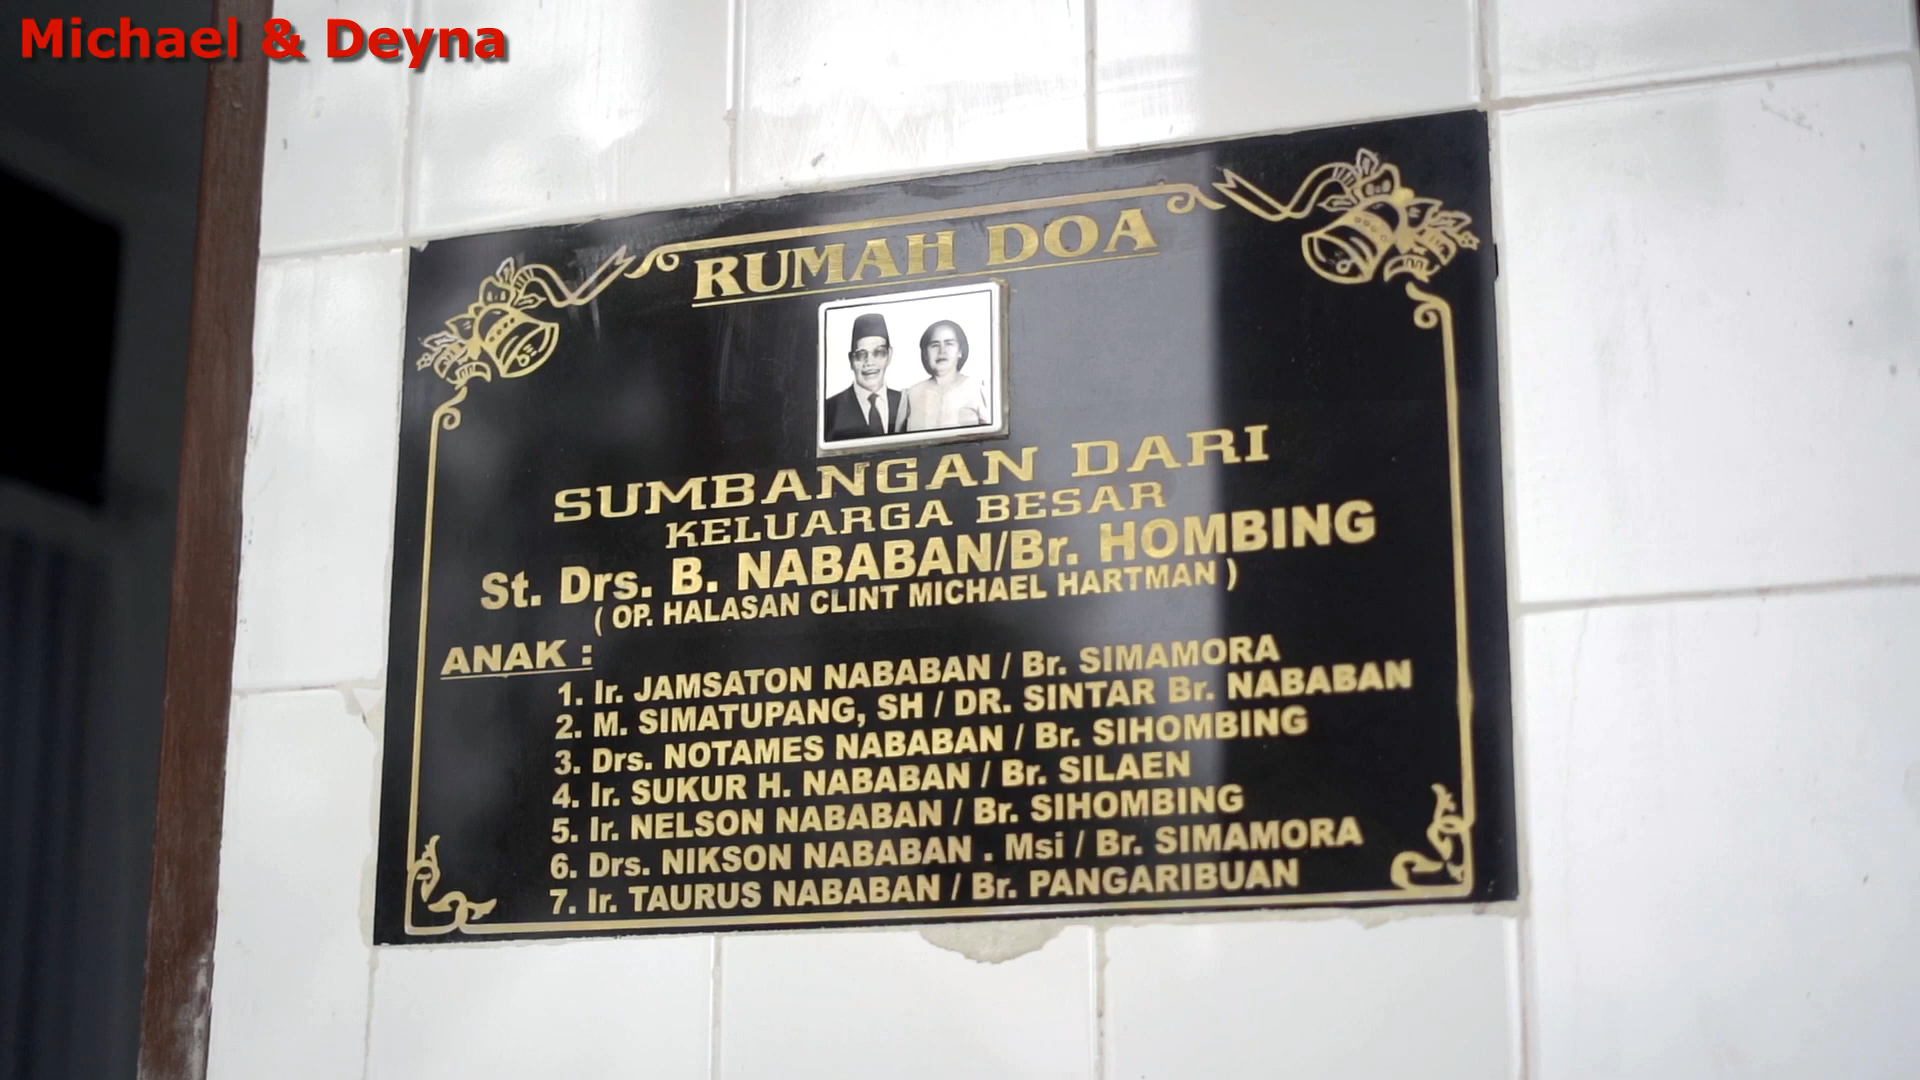 Michael & Deyna
RUMAH DOA
SUMBANGAN DARI
KELUARGA BESAR
St. Drs. B. NABABAN/Br. HOMBING
( OP. HALASAN CLINT MICHAEL HARTMAN )
ANAK :
1. Ir. JAMSATON NABABAN / Br. SIMAMORA
2. M. SIMATUPANG, SH / DR. SINTAR Br. NABABAN
3. Drs. NOTAMES NABABAN / Br. SIHOMBING
4. Ir. SUKUR H. NABABAN / Br. SILAEN
5. Ir. NELSON NABABAN / Br. SIHOMBING
6. Drs. NIKSON NABABAN . Msi / Br. SIMAMORA
7. Ir. TAURUS NABABAN / Br. PANGARIBUAN